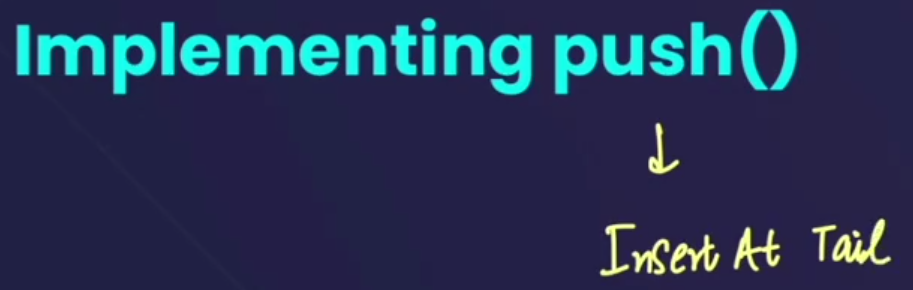 Implementing push()
Insert At Tail